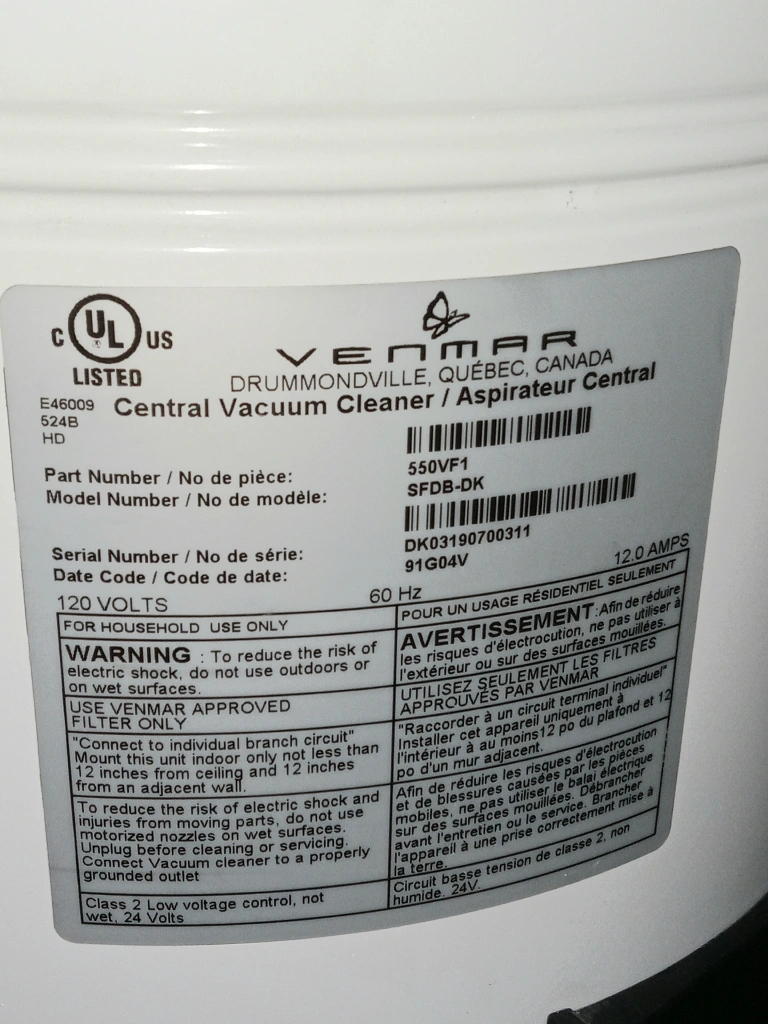 C UL US
LISTED
VENMAR
DRUMMONDVILLE, QUÉBEC, CANADA
E46009
524B
HD
Central Vacuum Cleaner / Aspirateur Central
Part Number / No de pièce: 550VF1
Model Number / No de modèle: SFDB-DK
Serial Number / No de série: DK03190700311
Date Code / Code de date: 91G04V
120 VOLTS 60 Hz 12.0 AMPS
FOR HOUSEHOLD USE ONLY
WARNING : To reduce the risk of
electric shock, do not use outdoors or
on wet surfaces.
USE VENMAR APPROVED
FILTER ONLY
"Connect to individual branch circuit"
Mount this unit indoor only not less than
12 inches from ceiling and 12 inches
from an adjacent wall.
To reduce the risk of electric shock and
injuries from moving parts, do not use
motorized nozzles on wet surfaces.
Unplug before cleaning or servicing.
Connect Vacuum cleaner to a properly
grounded outlet
Class 2 Low voltage control, not
wet, 24 Volts
POUR UN USAGE RÉSIDENTIEL SEULEMENT
AVERTISSEMENT : Afin de réduire
les risques d'électrocution, ne pas utiliser à
l'extérieur ou sur des surfaces mouillées.
UTILISEZ SEULEMENT LES FILTRES
APPROUVÉS PAR VENMAR
"Raccorder à un circuit terminal individuel"
Installer cet appareil uniquement à
l'intérieur à au moins12 po du plafond et 12
po d'un mur adjacent.
Afin de réduire les risques d'électrocution
et de blessures causées par les pièces
mobiles, ne pas utiliser le balai électrique
sur des surfaces mouillées. Débrancher
avant l'entretien ou le service. Brancher
l'appareil à une prise correctement mise à
la terre.
Circuit basse tension de classe 2, non
humide. 24V.